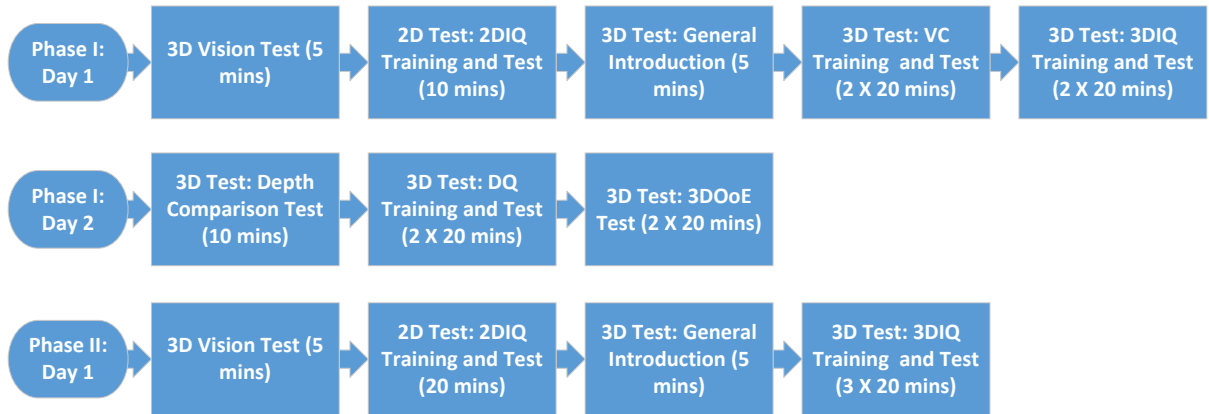 Phase I:
Day 1
3D Vision Test (5
mins)
2D Test: 2DIQ
Training and Test
(10 mins)
3D Test: General
Introduction (5
mins)
3D Test: VC
Training  and Test
(2 X 20 mins)
3D Test: 3DIQ
Training and Test
(2 X 20 mins)
Phase I:
Day 2
3D Test: Depth
Comparison Test
(10 mins)
3D Test: DQ
Training and Test
(2 X 20 mins)
3D Test: 3DOoE
Test (2 X 20 mins)
Phase II:
Day 1
3D Vision Test (5
mins)
2D Test: 2DIQ
Training and Test
(20 mins)
3D Test: General
Introduction (5
mins)
3D Test: 3DIQ
Training  and Test
(3 X 20 mins)